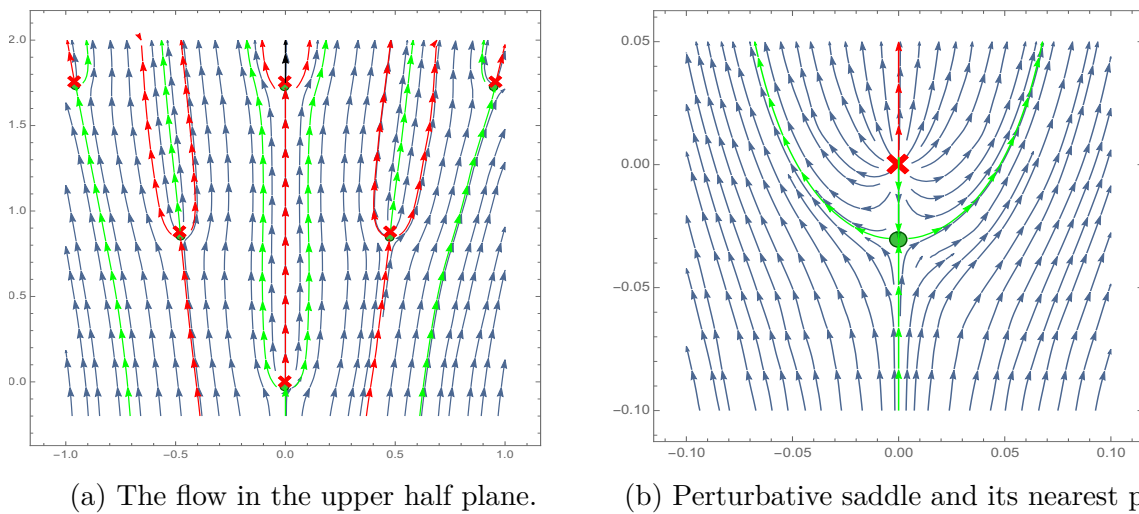 2.0
1.5
1.0
0.5
0.0
-1.0 -0.5 0.0 0.5 1.0
(a) The flow in the upper half plane.
0.05
0.00
-0.05
-0.10
-0.10 -0.05 0.00 0.05 0.10
(b) Perturbative saddle and its nearest p